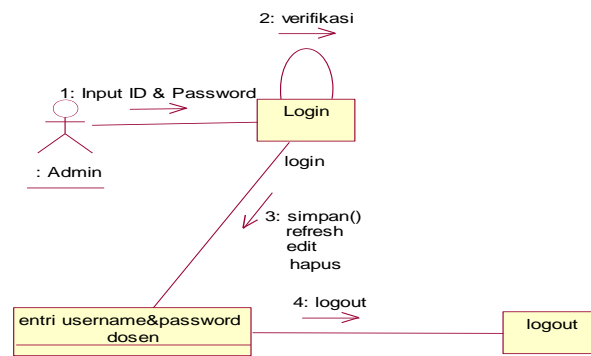 2: verifikasi
1: Input ID & Password
Login
: Admin
login
3: simpan()
refresh
edit
hapus
4: logout
entri username&password
dosen
logout